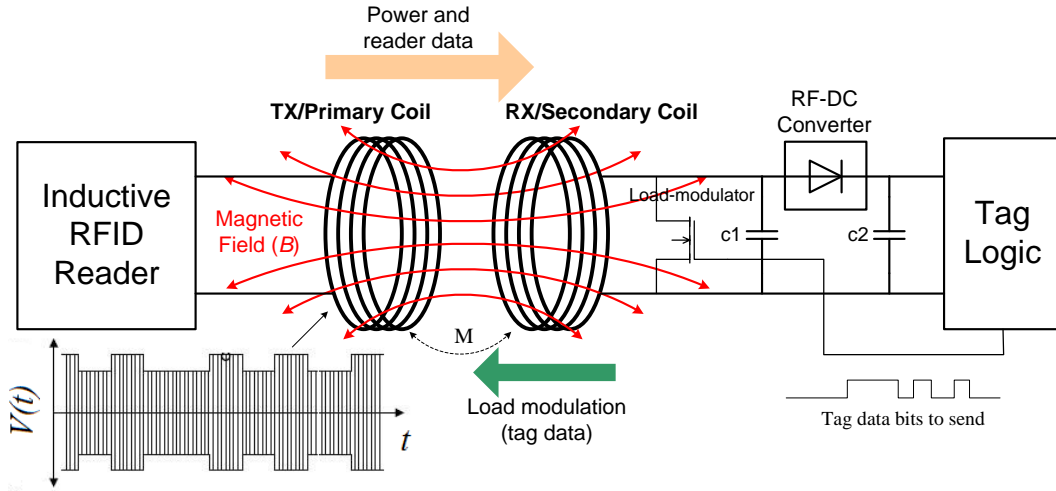 Power and
reader data
TX/Primary Coil
RX/Secondary Coil
RF-DC
Converter
Inductive
RFID
Reader
Magnetic
Field (B)
Load-modulator
c1
c2
Tag
Logic
M
Load modulation
(tag data)
V(t)
t
Tag data bits to send